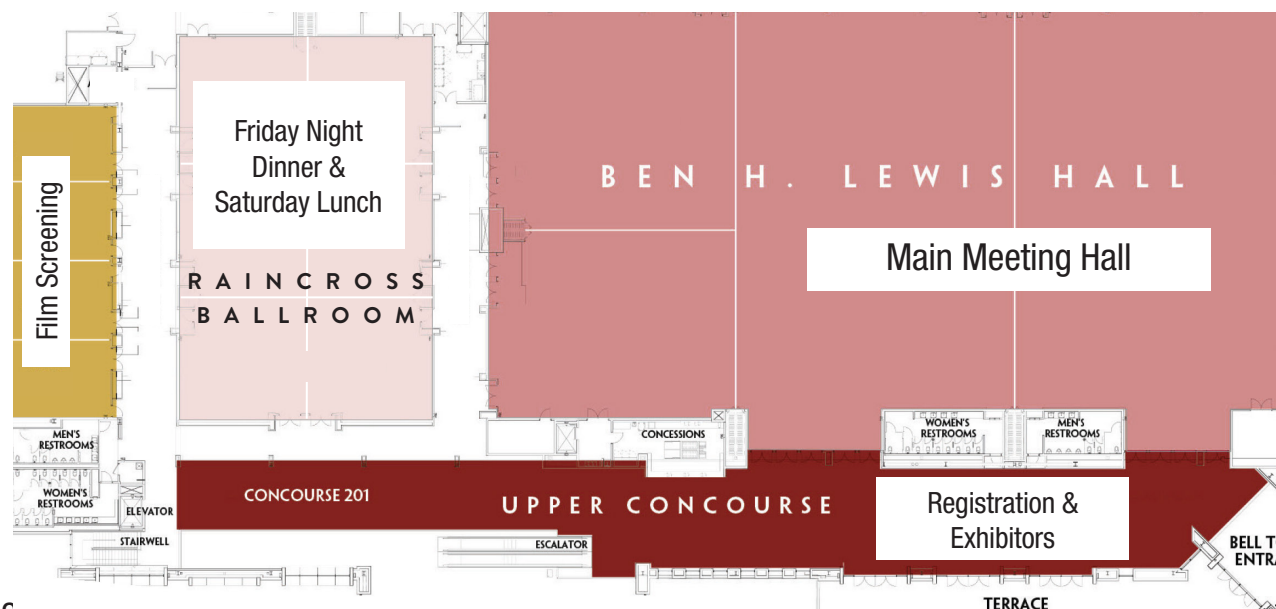 Friday Night
Dinner &
Saturday Lunch
Film Screening
BEN H. LEWIS HALL
Main Meeting Hall
RAINCROSS
BALLROOM
MEN'S
RESTROOMS
CONCESSIONS
WOMEN'S
RESTROOMS
MEN'S
RESTROOMS
WOMEN'S
RESTROOMS
ELEVATOR
CONCOURSE 201
UPPER CONCOURSE
Registration &
Exhibitors
STAIRWELL
ESCALATOR
BELL
TERRACE